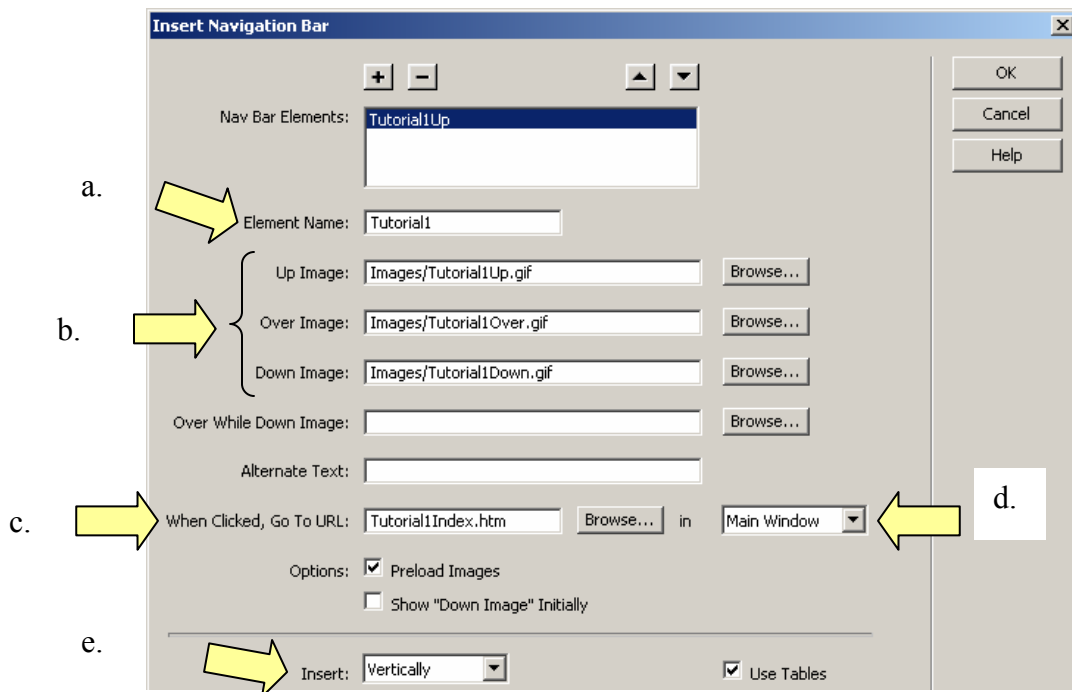 Insert Navigation Bar
OK
Nav Bar Elements: Tutorial1Up
Cancel
Help
a.
Element Name: Tutorial1
Up Image: Images/Tutorial1Up.gif Browse...
b.
Over Image: Images/Tutorial1Over.gif Browse...
Down Image: Images/Tutorial1Down.gif Browse...
Over While Down Image: Browse...
Alternate Text:
c.
When Clicked, Go To URL: Tutorial1Index.htm Browse... in Main Window
d.
Options: Preload Images
Show "Down Image" Initially
e.
Insert: Vertically Use Tables